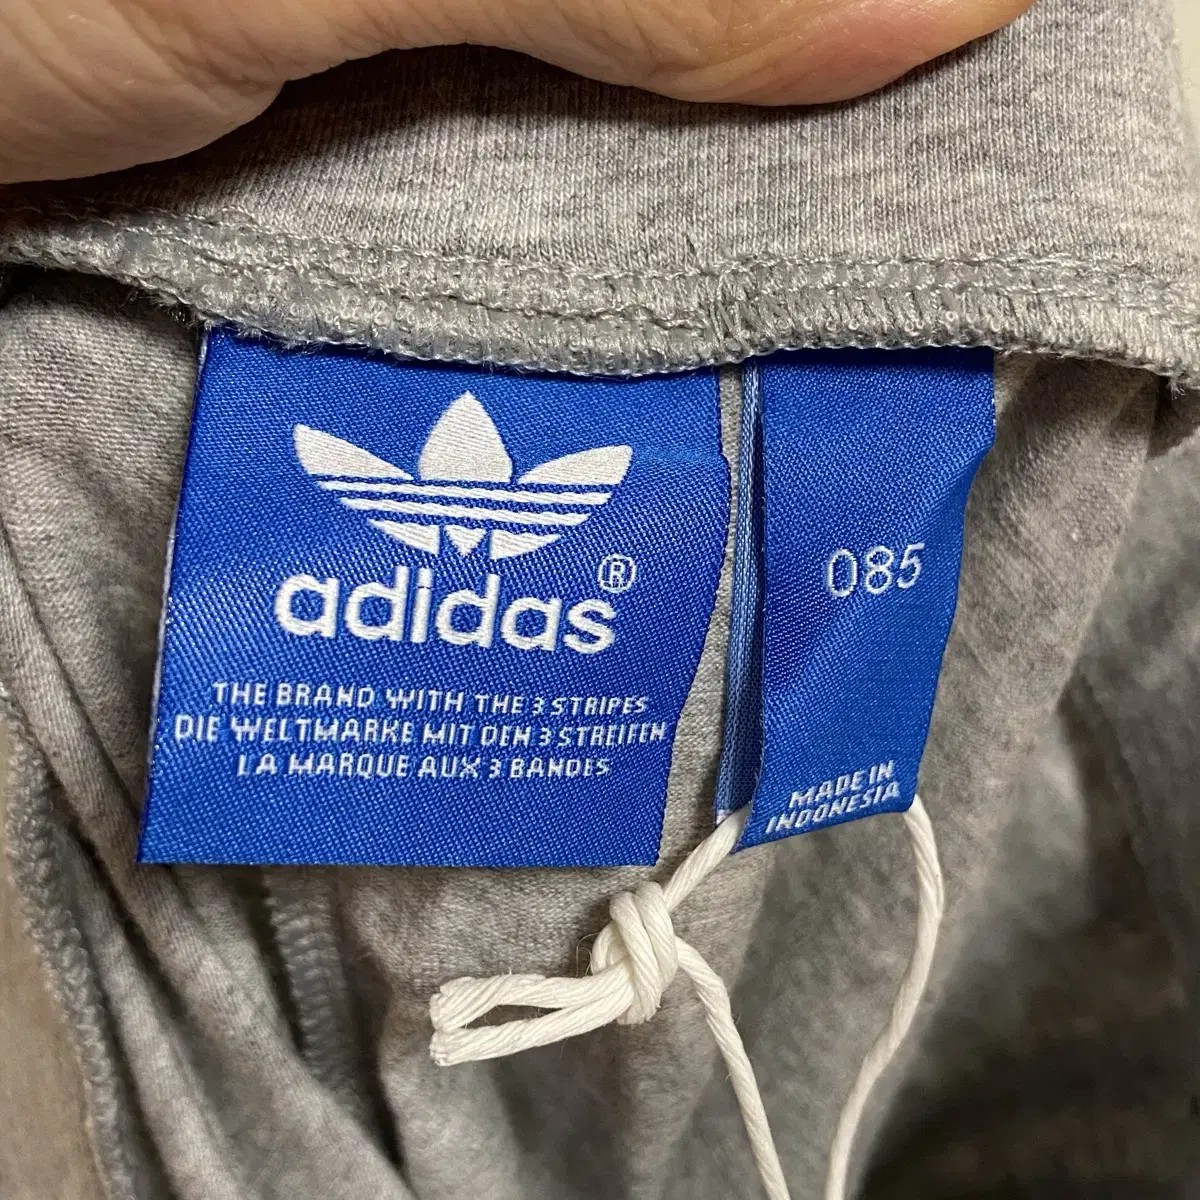 adidas®
THE BRAND WITH THE 3 STRIPES
DIE WELTMARKE MIT DEN 3 STREIFEN
LA MARQUE AUX 3 BANDES
085
MADE IN
INDONESIA